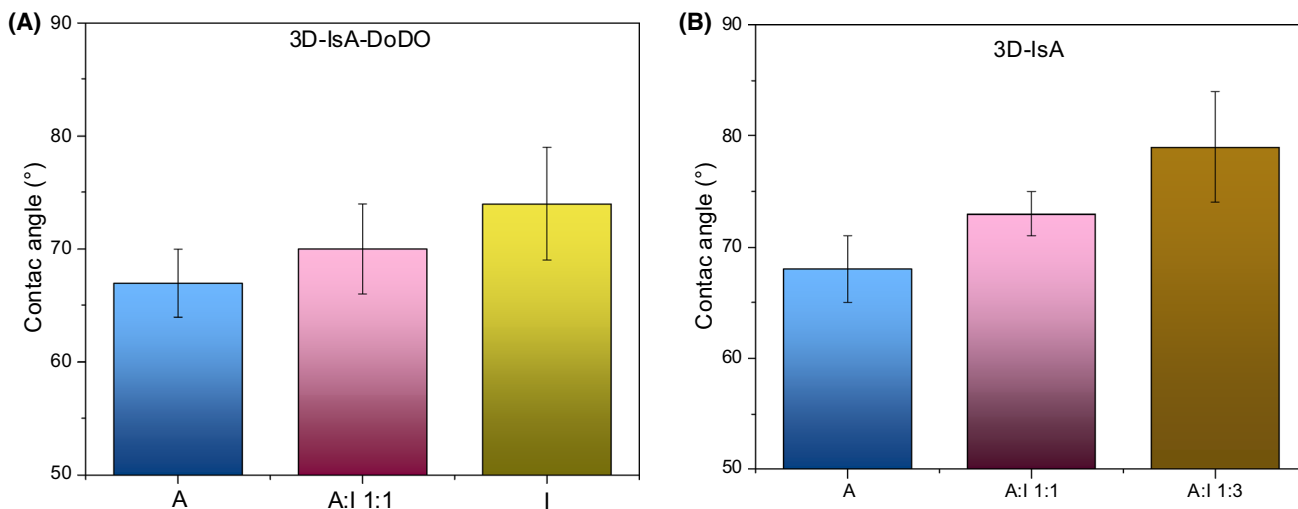 (A)
3D-IsA-DoDO
Contac angle (°)
90
80
70
60
50
A
A:I 1:1
I
(B)
3D-IsA
Contac angle (°)
90
80
70
60
50
A
A:I 1:1
A:I 1:3